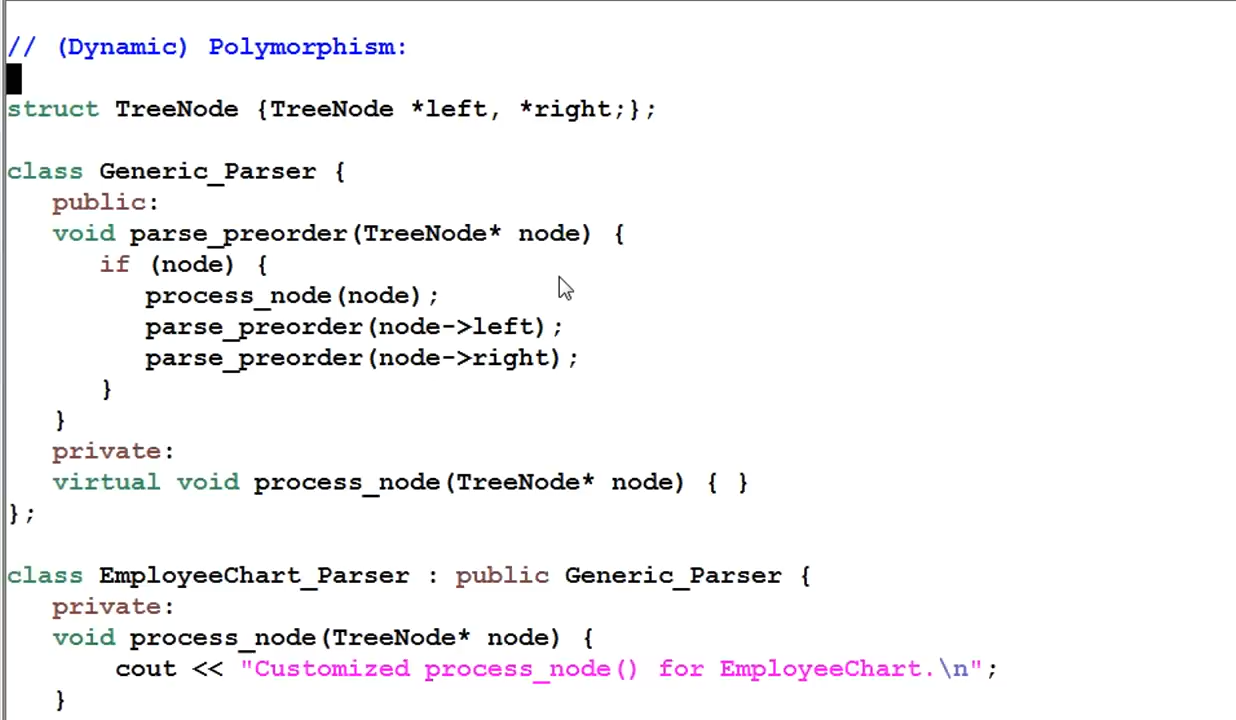 // (Dynamic) Polymorphism:
struct TreeNode {TreeNode *left, *right;};
class Generic_Parser {
public:
void parse_preorder(TreeNode* node) {
if (node) {
process_node(node);
parse_preorder(node->left);
parse_preorder(node->right);
}
}
private:
virtual void process_node(TreeNode* node) { }
};
class EmployeeChart_Parser : public Generic_Parser {
private:
void process_node(TreeNode* node) {
cout << "Customized process_node() for EmployeeChart.\n";
}